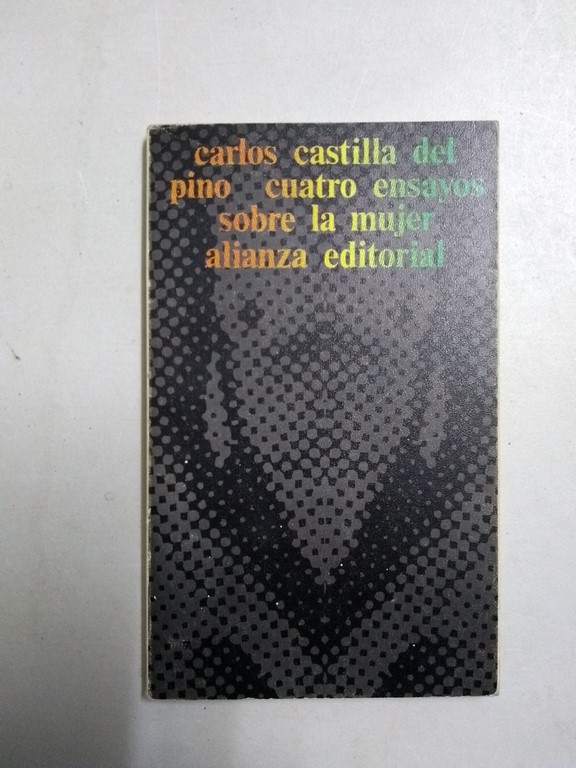 carlos castilla del
pino cuatro ensayos
sobre la mujer
alianza editorial